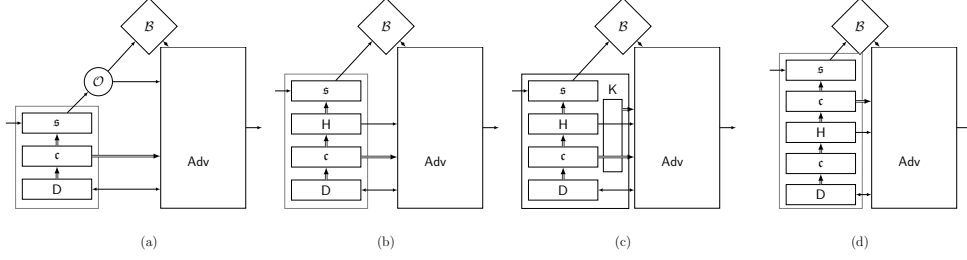 ℬ
𝒪
𝔰
𝔠
D
Adv
(a)
ℬ
𝔰
H
𝔠
D
Adv
(b)
ℬ
𝔰
K
H
𝔠
D
Adv
(c)
ℬ
𝔰
𝔠
H
𝔠
D
Adv
(d)